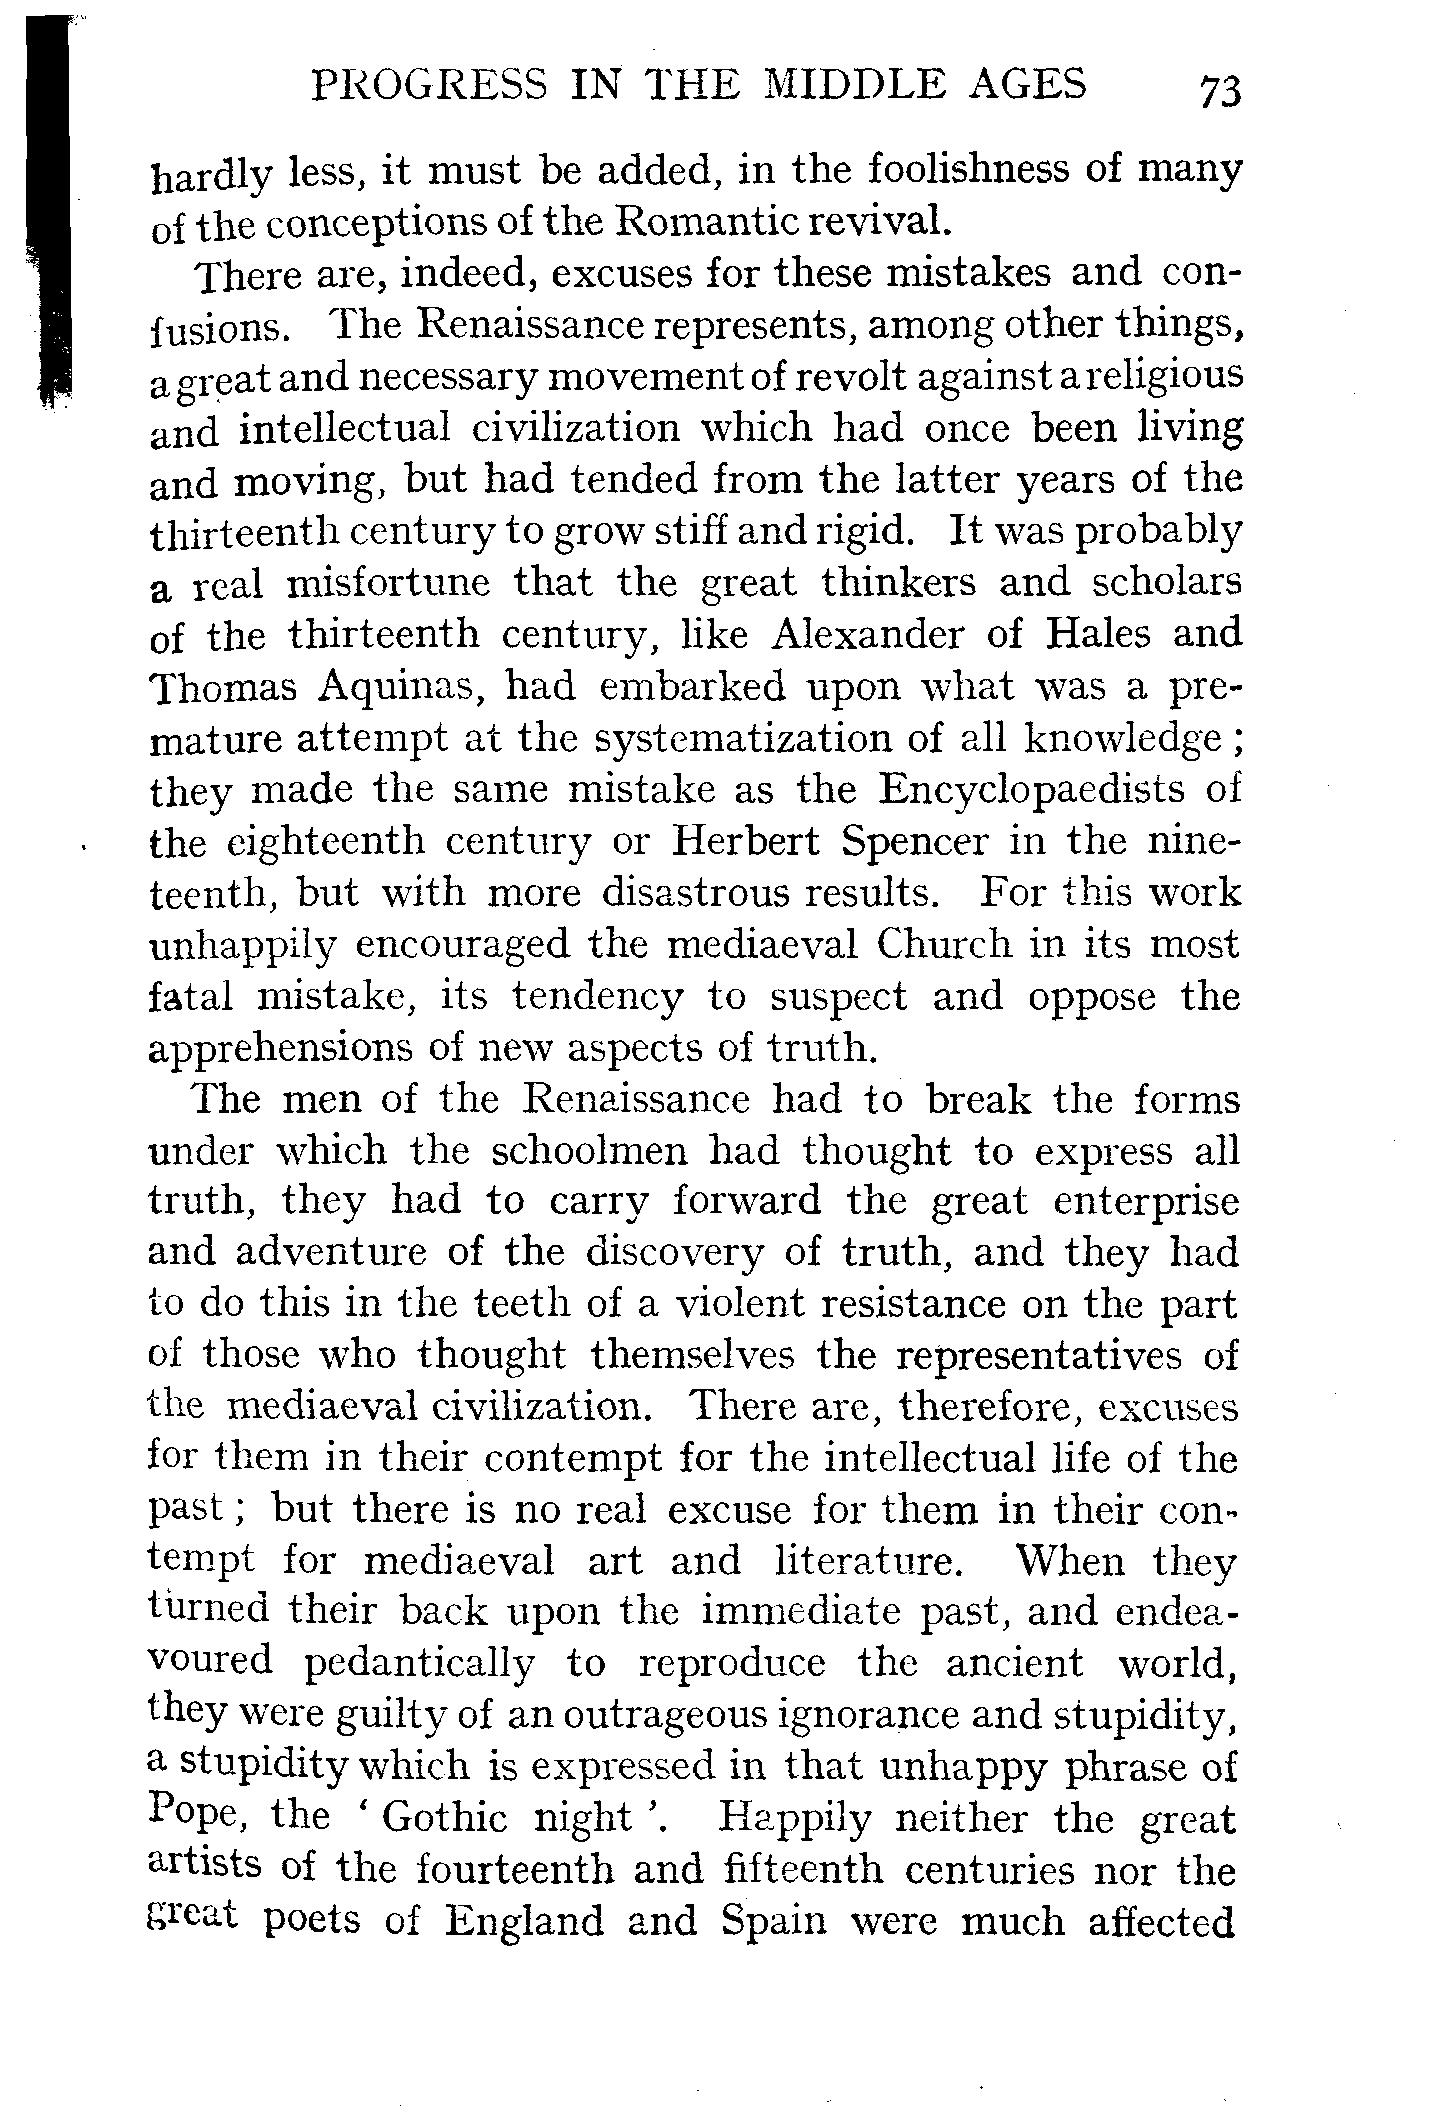 PROGRESS IN THE MIDDLE AGES 73
hardly less, it must be added, in the foolishness of many
of the conceptions of the Romantic revival.
There are, indeed, excuses for these mistakes and con-
fusions. The Renaissance represents, among other things,
a great and necessary movement of revolt against a religious
and intellectual civilization which had once been living
and moving, but had tended from the latter years of the
thirteenth century to grow stiff and rigid. It was probably
a real misfortune that the great thinkers and scholars
of the thirteenth century, like Alexander of Hales and
Thomas Aquinas, had embarked upon what was a pre-
mature attempt at the systematization of all knowledge ;
they made the same mistake as the Encyclopaedists of
the eighteenth century or Herbert Spencer in the nine-
teenth, but with more disastrous results. For this work
unhappily encouraged the mediaeval Church in its most
fatal mistake, its tendency to suspect and oppose the
apprehensions of new aspects of truth.
The men of the Renaissance had to break the forms
under which the schoolmen had thought to express all
truth, they had to carry forward the great enterprise
and adventure of the discovery of truth, and they had
to do this in the teeth of a violent resistance on the part
of those who thought themselves the representatives of
the mediaeval civilization. There are, therefore, excuses
for them in their contempt for the intellectual life of the
past ; but there is no real excuse for them in their con-
tempt for mediaeval art and literature. When they
turned their back upon the immediate past, and endea-
voured pedantically to reproduce the ancient world,
they were guilty of an outrageous ignorance and stupidity,
a stupidity which is expressed in that unhappy phrase of
Pope, the ‘ Gothic night ’. Happily neither the great
artists of the fourteenth and fifteenth centuries nor the
great poets of England and Spain were much affected